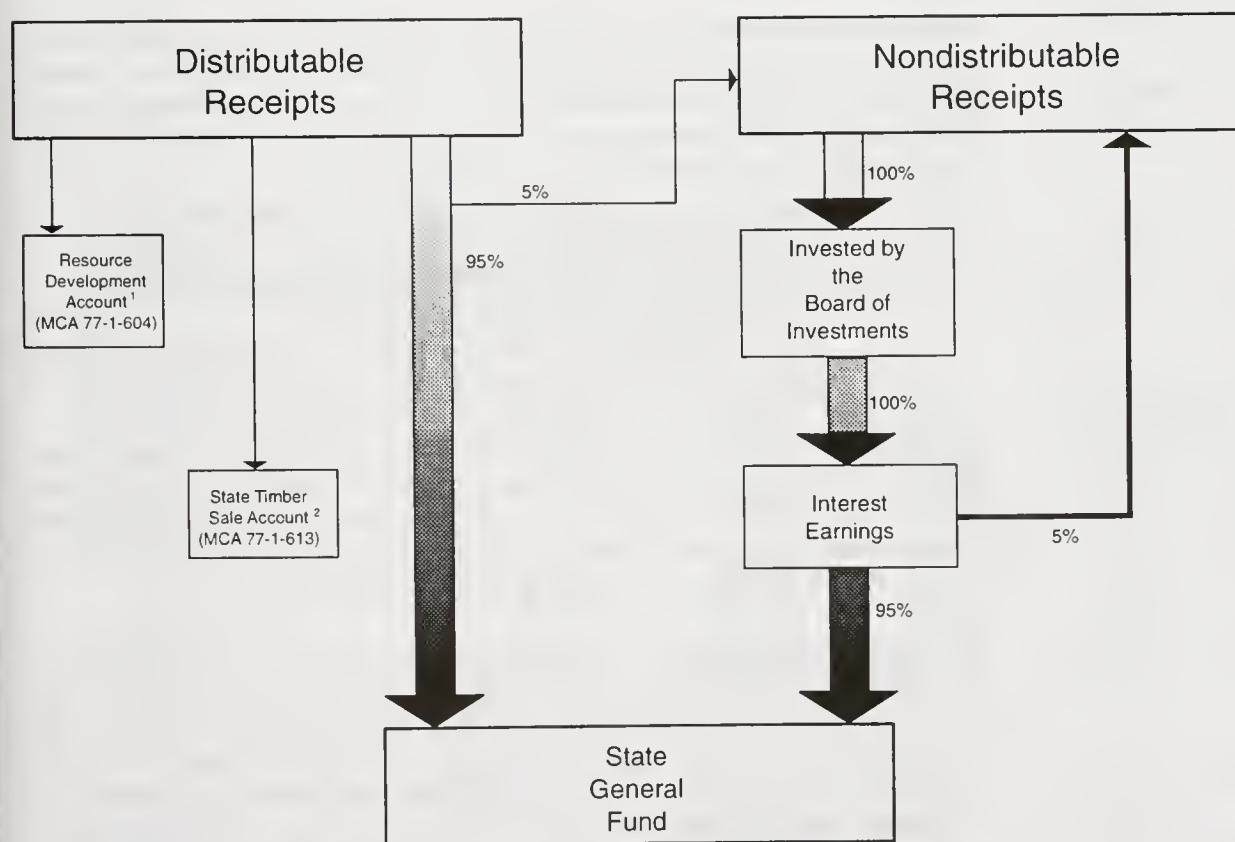 Distributable
Receipts
Nondistributable
Receipts
5%
100%
Resource
Development
Account 1
(MCA 77-1-604)
95%
Invested by
the
Board of
Investments
100%
State Timber
Sale Account 2
(MCA 77-1-613)
Interest
Earnings
5%
95%
State
General
Fund